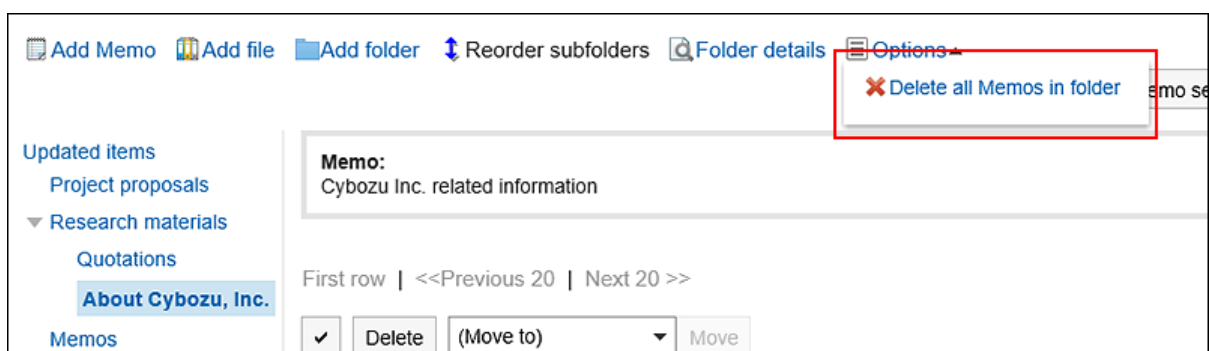 Add Memo Add file Add folder Reorder subfolders Folder details Options
Delete all Memos in folder
Updated items
Project proposals
Research materials
Quotations
About Cybozu, Inc.
Memos
Memo:
Cybozu Inc. related information
First row | <<Previous 20 | Next 20 >>
Delete (Move to) Move